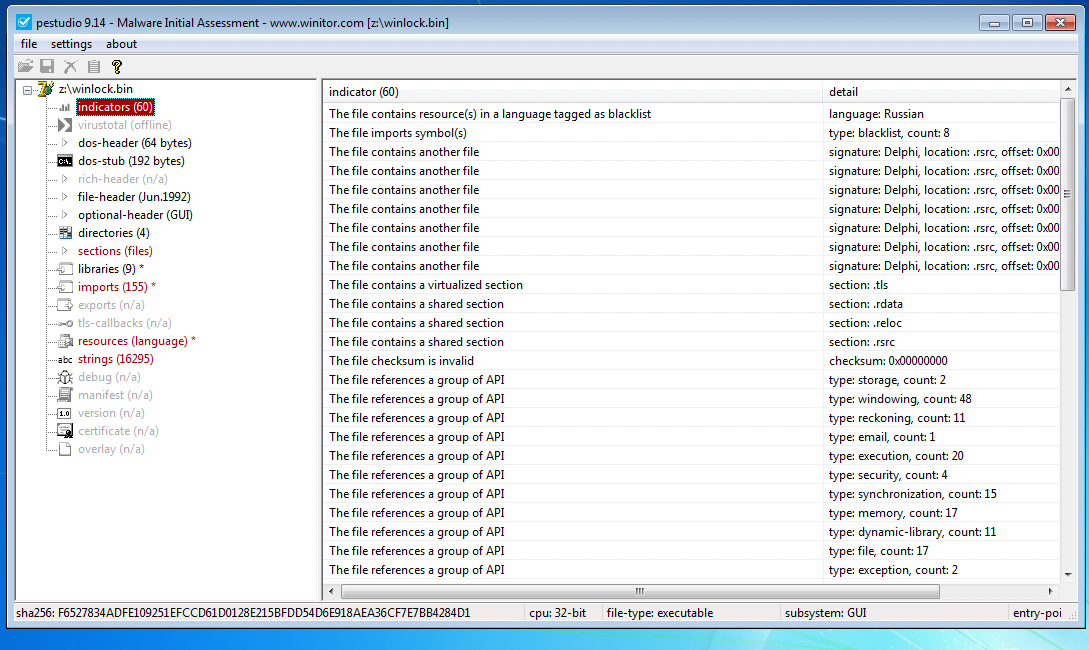 pestudio 9.14 - Malware Initial Assessment - www.winitor.com [z:\winlock.bin]
file settings about
z:\winlock.bin
indicators (60)
virustotal (offline)
dos-header (64 bytes)
dos-stub (192 bytes)
rich-header (n/a)
file-header (Jun.1992)
optional-header (GUI)
directories (4)
sections (files)
libraries (9) *
imports (155) *
exports (n/a)
tls-callbacks (n/a)
resources (language) *
abc strings (16295)
debug (n/a)
manifest (n/a)
1.0 version (n/a)
certificate (n/a)
overlay (n/a)
indicator (60) detail
The file contains resource(s) in a language tagged as blacklist language: Russian
The file imports symbol(s) type: blacklist, count: 8
The file contains another file signature: Delphi, location: .rsrc, offset: 0x00
The file contains another file signature: Delphi, location: .rsrc, offset: 0x00
The file contains another file signature: Delphi, location: .rsrc, offset: 0x00
The file contains another file signature: Delphi, location: .rsrc, offset: 0x00
The file contains another file signature: Delphi, location: .rsrc, offset: 0x00
The file contains another file signature: Delphi, location: .rsrc, offset: 0x00
The file contains another file signature: Delphi, location: .rsrc, offset: 0x00
The file contains a virtualized section section: .tls
The file contains a shared section section: .rdata
The file contains a shared section section: .reloc
The file contains a shared section section: .rsrc
The file checksum is invalid checksum: 0x00000000
The file references a group of API type: storage, count: 2
The file references a group of API type: windowing, count: 48
The file references a group of API type: reckoning, count: 11
The file references a group of API type: email, count: 1
The file references a group of API type: execution, count: 20
The file references a group of API type: security, count: 4
The file references a group of API type: synchronization, count: 15
The file references a group of API type: memory, count: 17
The file references a group of API type: dynamic-library, count: 11
The file references a group of API type: file, count: 17
The file references a group of API type: exception, count: 2
sha256: F6527834ADFE109251EFCCD61D0128E215BFDD54D6E918AEA36CF7E7BB4284D1 cpu: 32-bit file-type: executable subsystem: GUI entry-poi